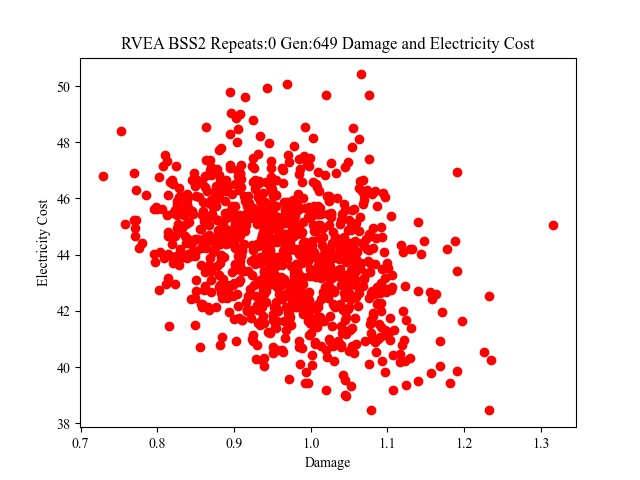 RVEA BSS2 Repeats:0 Gen:649 Damage and Electricity Cost
50
48
46
44
42
40
38
Electricity Cost
0.7 0.8 0.9 1.0 1.1 1.2 1.3
Damage